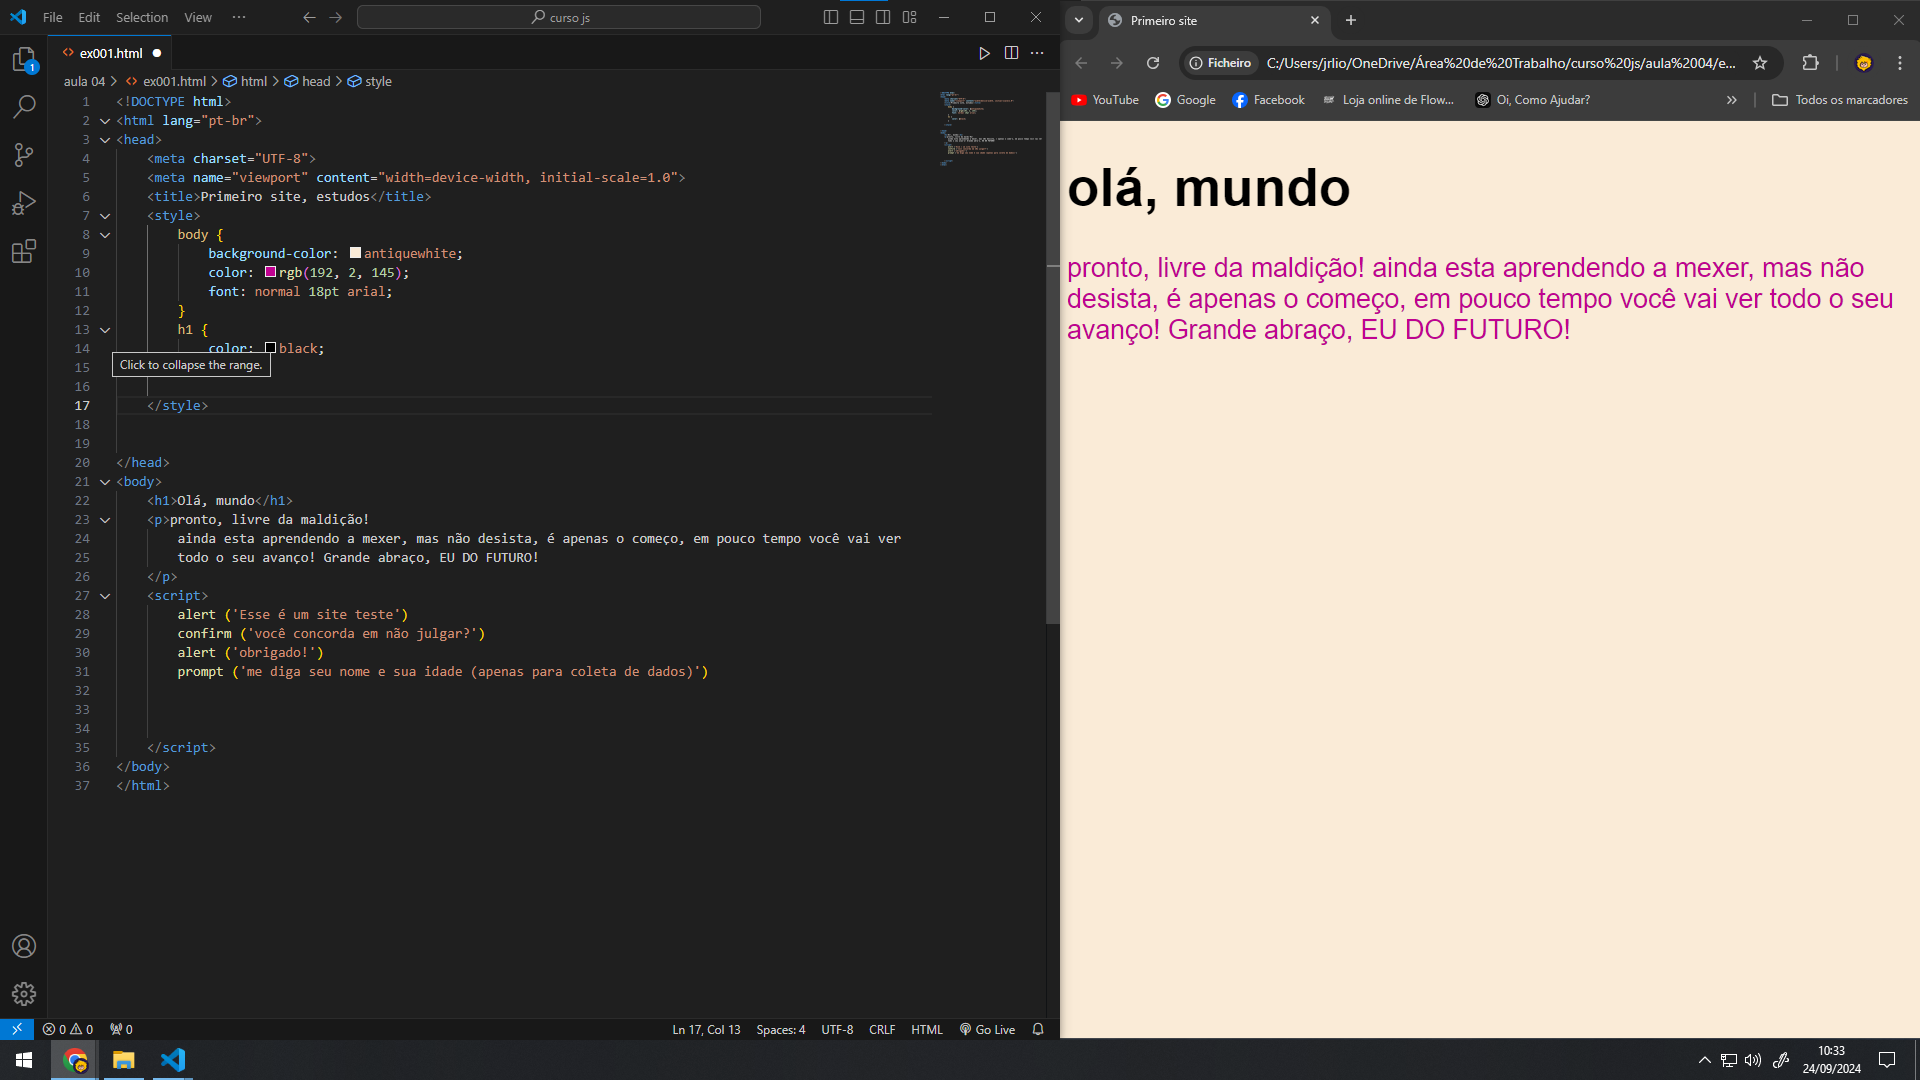 File Edit Selection View ···
curso js
ex001.html
aula 04 > ex001.html > html > head > style
1 <!DOCTYPE html>
2 <html lang="pt-br">
3 <head>
4 <meta charset="UTF-8">
5 <meta name="viewport" content="width=device-width, initial-scale=1.0">
6 <title>Primeiro site, estudos</title>
7 <style>
8 body {
9 background-color: antiquewhite;
10 color: rgb(192, 2, 145);
11 font: normal 18pt arial;
12 }
13 h1 {
14 color: black;
15
Click to collapse the range.
16
17 </style>
18
19
20 </head>
21 <body>
22 <h1>Olá, mundo</h1>
23 <p>pronto, livre da maldição!
24 ainda esta aprendendo a mexer, mas não desista, é apenas o começo, em pouco tempo você vai ver
25 todo o seu avanço! Grande abraço, EU DO FUTURO!
26 </p>
27 <script>
28 alert ('Esse é um site teste')
29 confirm ('você concorda em não julgar?')
30 alert ('obrigado!')
31 prompt ('me diga seu nome e sua idade (apenas para coleta de dados)')
32
33
34
35 </script>
36 </body>
37 </html>
1
0 0 0
Ln 17, Col 13 Spaces: 4 UTF-8 CRLF HTML Go Live
Primeiro site
Ficheiro C:/Users/jrlio/OneDrive/Área%20de%20Trabalho/curso%20js/aula%2004/e...
YouTube Google Facebook Loja online de Flow... Oi, Como Ajudar? » Todos os marcadores
olá, mundo
pronto, livre da maldição! ainda esta aprendendo a mexer, mas não
desista, é apenas o começo, em pouco tempo você vai ver todo o seu
avanço! Grande abraço, EU DO FUTURO!
10:33
24/09/2024